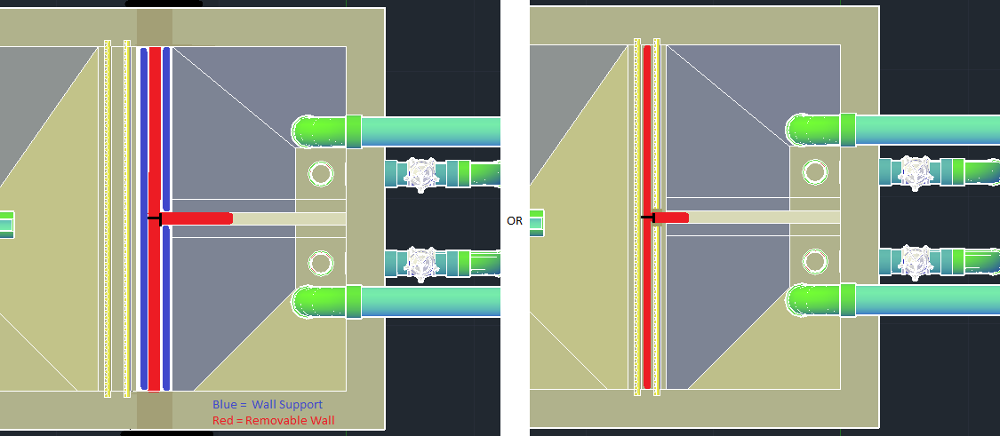 OR
Blue = Wall Support
Red = Removable Wall